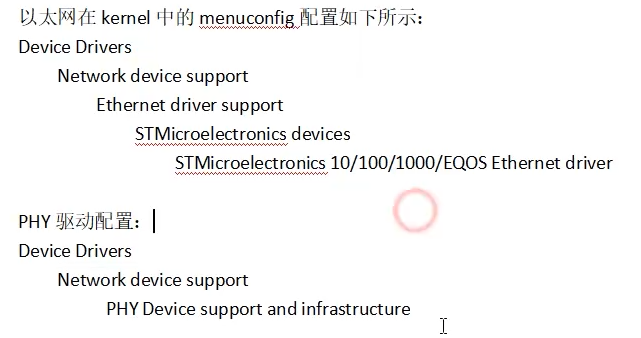 以太网在 kernel 中的 menuconfig 配置如下所示：
Device Drivers
Network device support
Ethernet driver support
STMicroelectronics devices
STMicroelectronics 10/100/1000/EQOS Ethernet driver
PHY 驱动配置：
Device Drivers
Network device support
PHY Device support and infrastructure